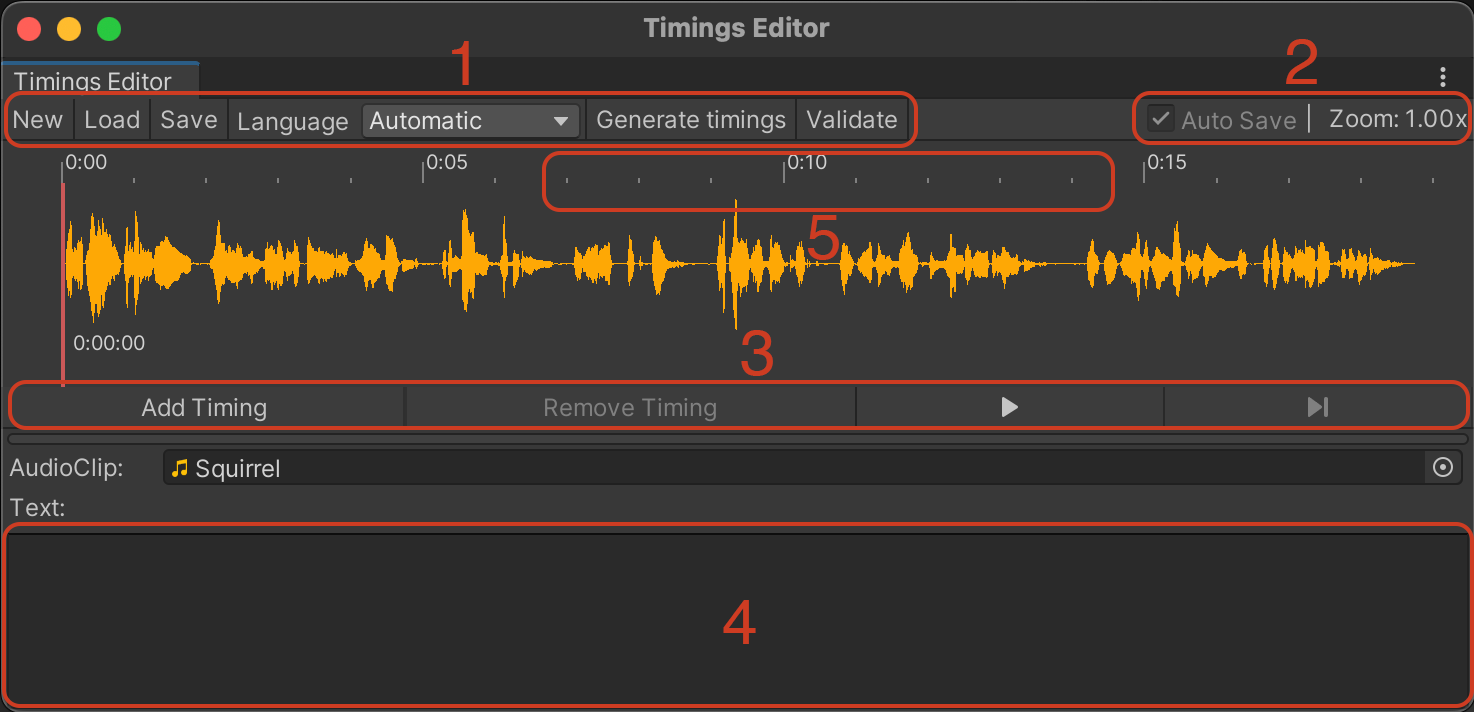 Timings Editor
1
2
Timings Editor
New Load Save Language Automatic Generate timings Validate Auto Save Zoom: 1.00x
0:00 0:05 0:10 0:15
5
0:00:00
3
Add Timing Remove Timing
AudioClip: Squirrel
Text:
4